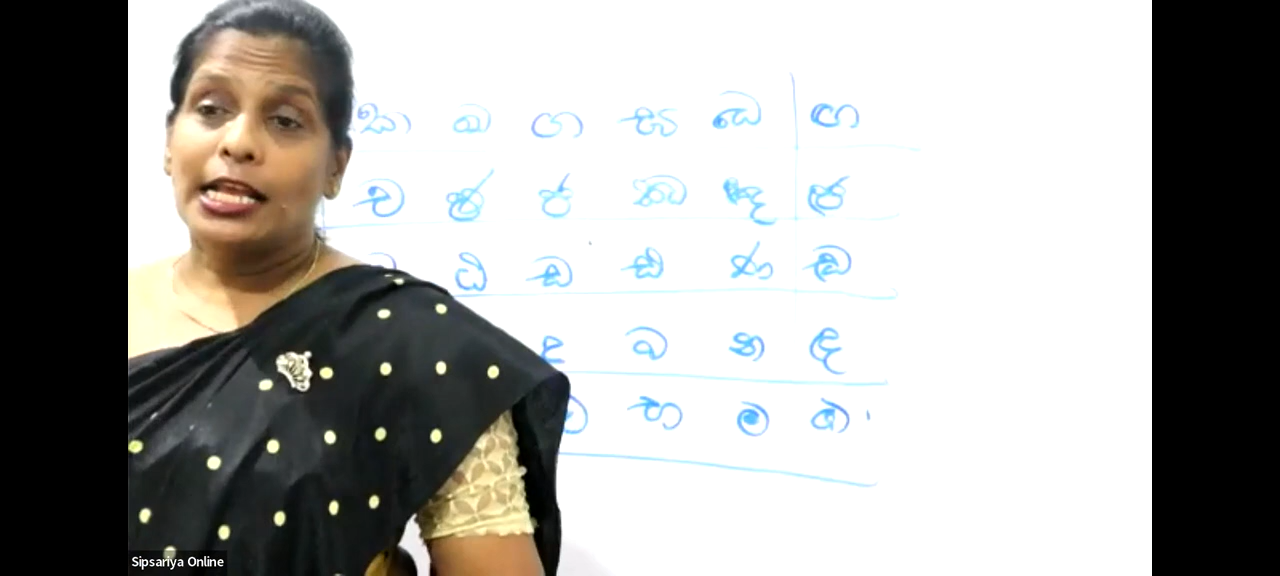 ක ඛ ග ඝ ඞ ඟ
ච ඡ ජ ඣ ඤ ඦ
ඨ ඩ ඪ ණ ඬ
ද ධ න ඳ
බ භ ම ඹ
Sipsariya Online